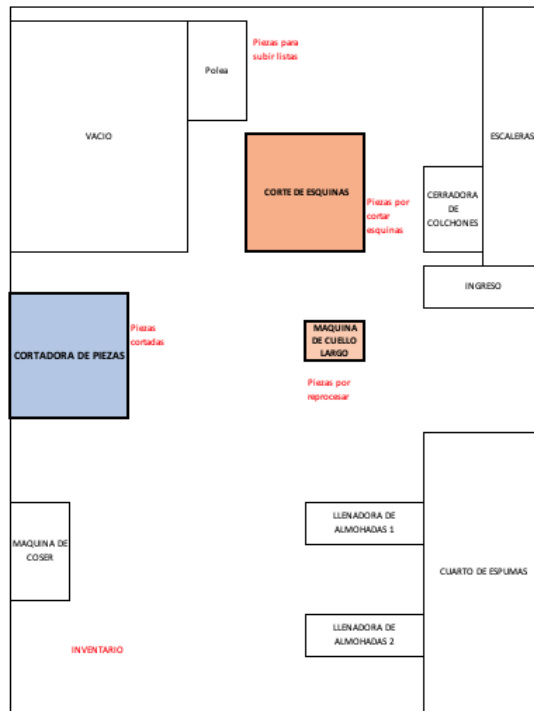 Piezas para
subir listas
Polea
VACIO
ESCALERAS
CORTE DE ESQUINAS
Piezas por
cortar
esquinas
CERRADORA
DE
COLCHONES
INGRESO
Piezas
cortadas
CORTADORA DE PIEZAS
MAQUINA
DE CUELLO
LARGO
Piezas por
reprocesar
LLENADORA DE
ALMOHADAS 1
MAQUINA DE
COSER
CUARTO DE ESPUMAS
LLENADORA DE
ALMOHADAS 2
INVENTARIO